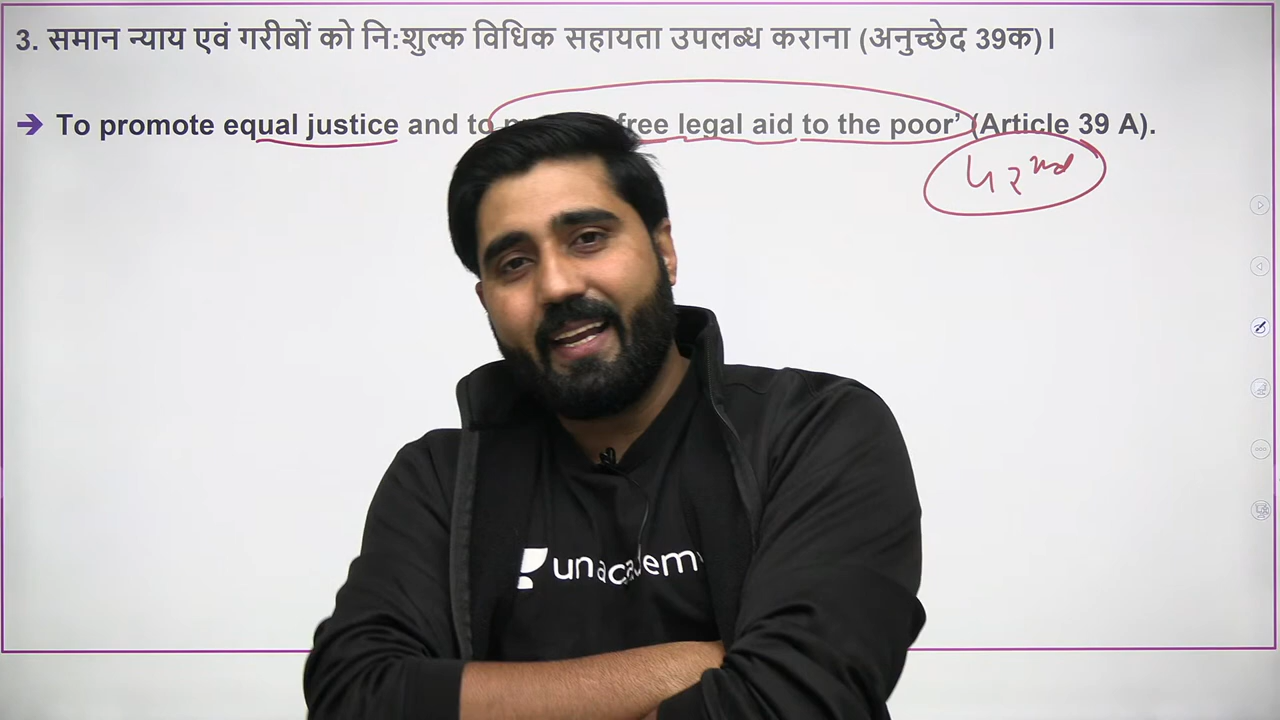 3. समान न्याय एवं गरीबों को नि:शुल्क विधिक सहायता उपलब्ध कराना (अनुच्छेद 39क)।
➔ To promote equal justice and to free legal aid to the poor’ (Article 39 A).
42nd
unacademy